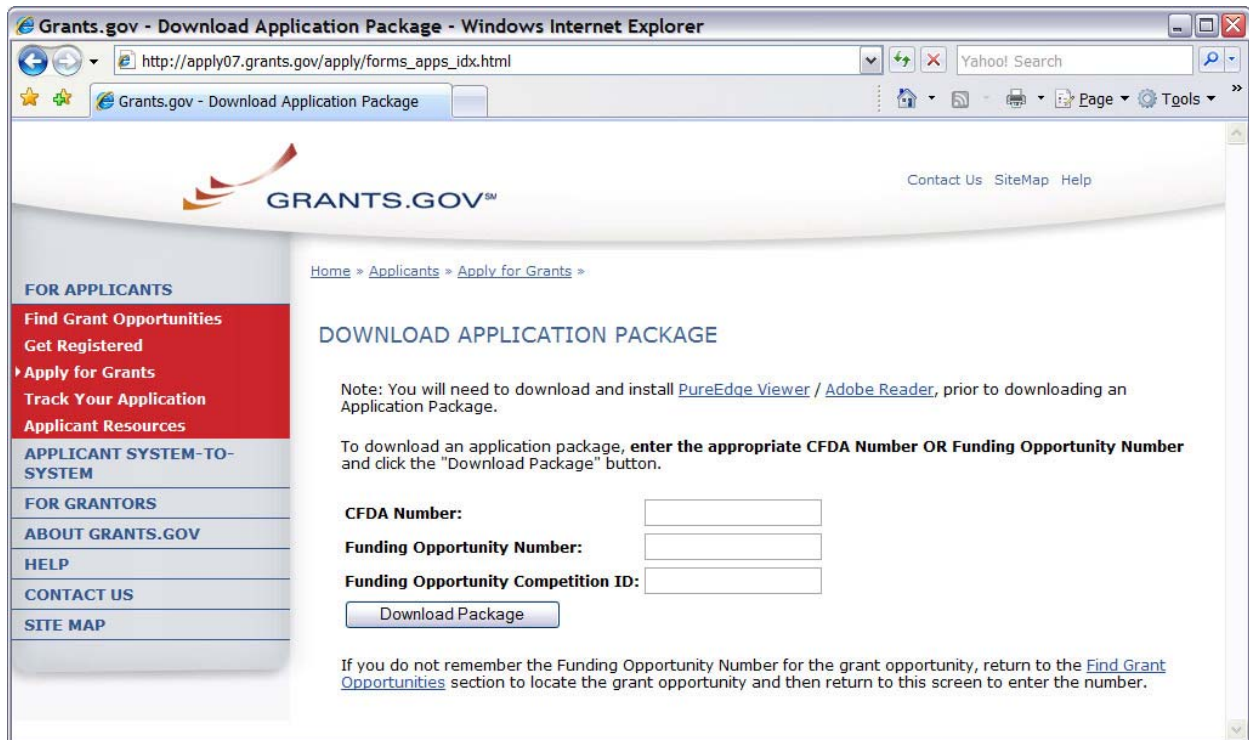 Grants.gov - Download Application Package - Windows Internet Explorer
http://apply07.grants.gov/apply/forms_apps_idx.html
Yahoo! Search
Grants.gov - Download Application Package
Page
Tools
»
GRANTS.GOV℠
Contact Us SiteMap Help
Home » Applicants » Apply for Grants »
FOR APPLICANTS
Find Grant Opportunities
Get Registered
Apply for Grants
Track Your Application
Applicant Resources
APPLICANT SYSTEM-TO-
SYSTEM
FOR GRANTORS
ABOUT GRANTS.GOV
HELP
CONTACT US
SITE MAP
DOWNLOAD APPLICATION PACKAGE
Note: You will need to download and install PureEdge Viewer / Adobe Reader, prior to downloading an
Application Package.
To download an application package, enter the appropriate CFDA Number OR Funding Opportunity Number
and click the "Download Package" button.
CFDA Number:
Funding Opportunity Number:
Funding Opportunity Competition ID:
Download Package
If you do not remember the Funding Opportunity Number for the grant opportunity, return to the Find Grant
Opportunities section to locate the grant opportunity and then return to this screen to enter the number.